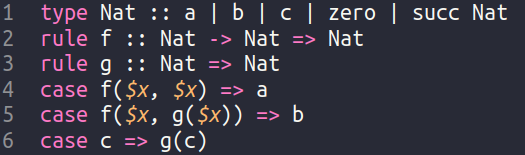 1 type Nat :: a | b | c | zero | succ Nat
2 rule f :: Nat -> Nat => Nat
3 rule g :: Nat => Nat
4 case f($x, $x) => a
5 case f($x, g($x)) => b
6 case c => g(c)